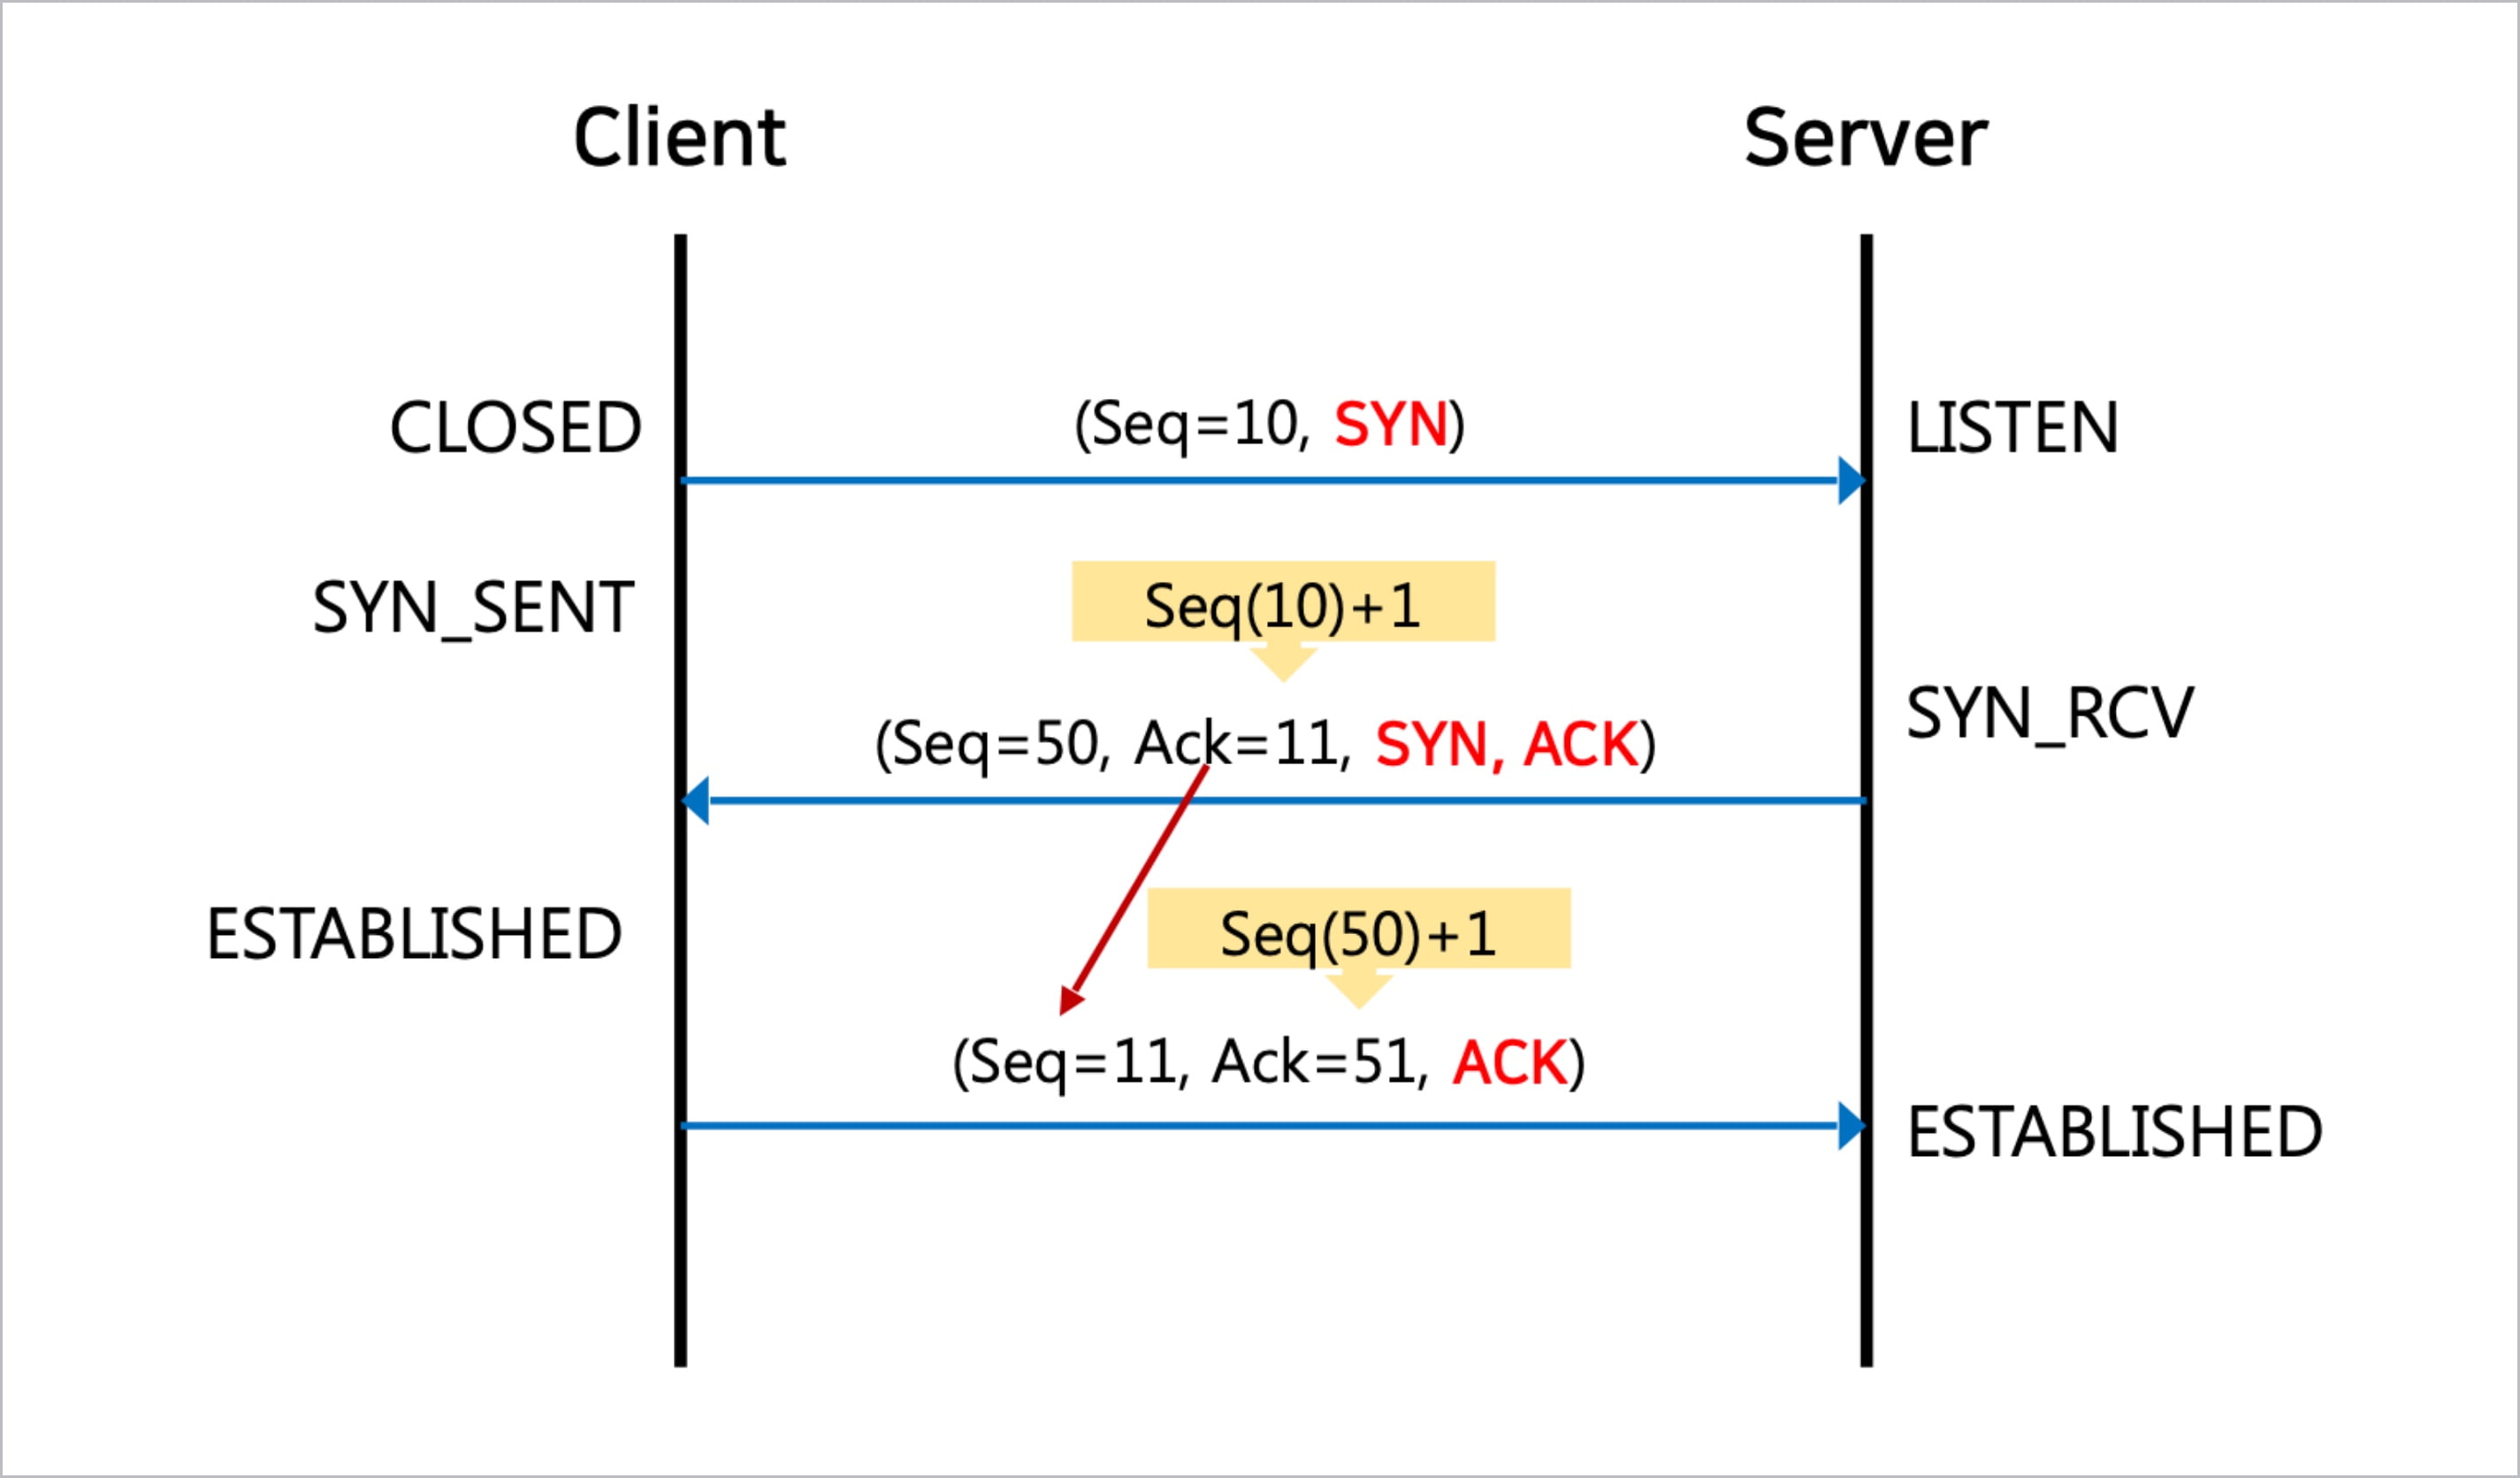 Client
Server
CLOSED
(Seq=10, SYN)
LISTEN
SYN_SENT
Seq(10)+1
SYN_RCV
(Seq=50, Ack=11, SYN, ACK)
ESTABLISHED
Seq(50)+1
(Seq=11, Ack=51, ACK)
ESTABLISHED